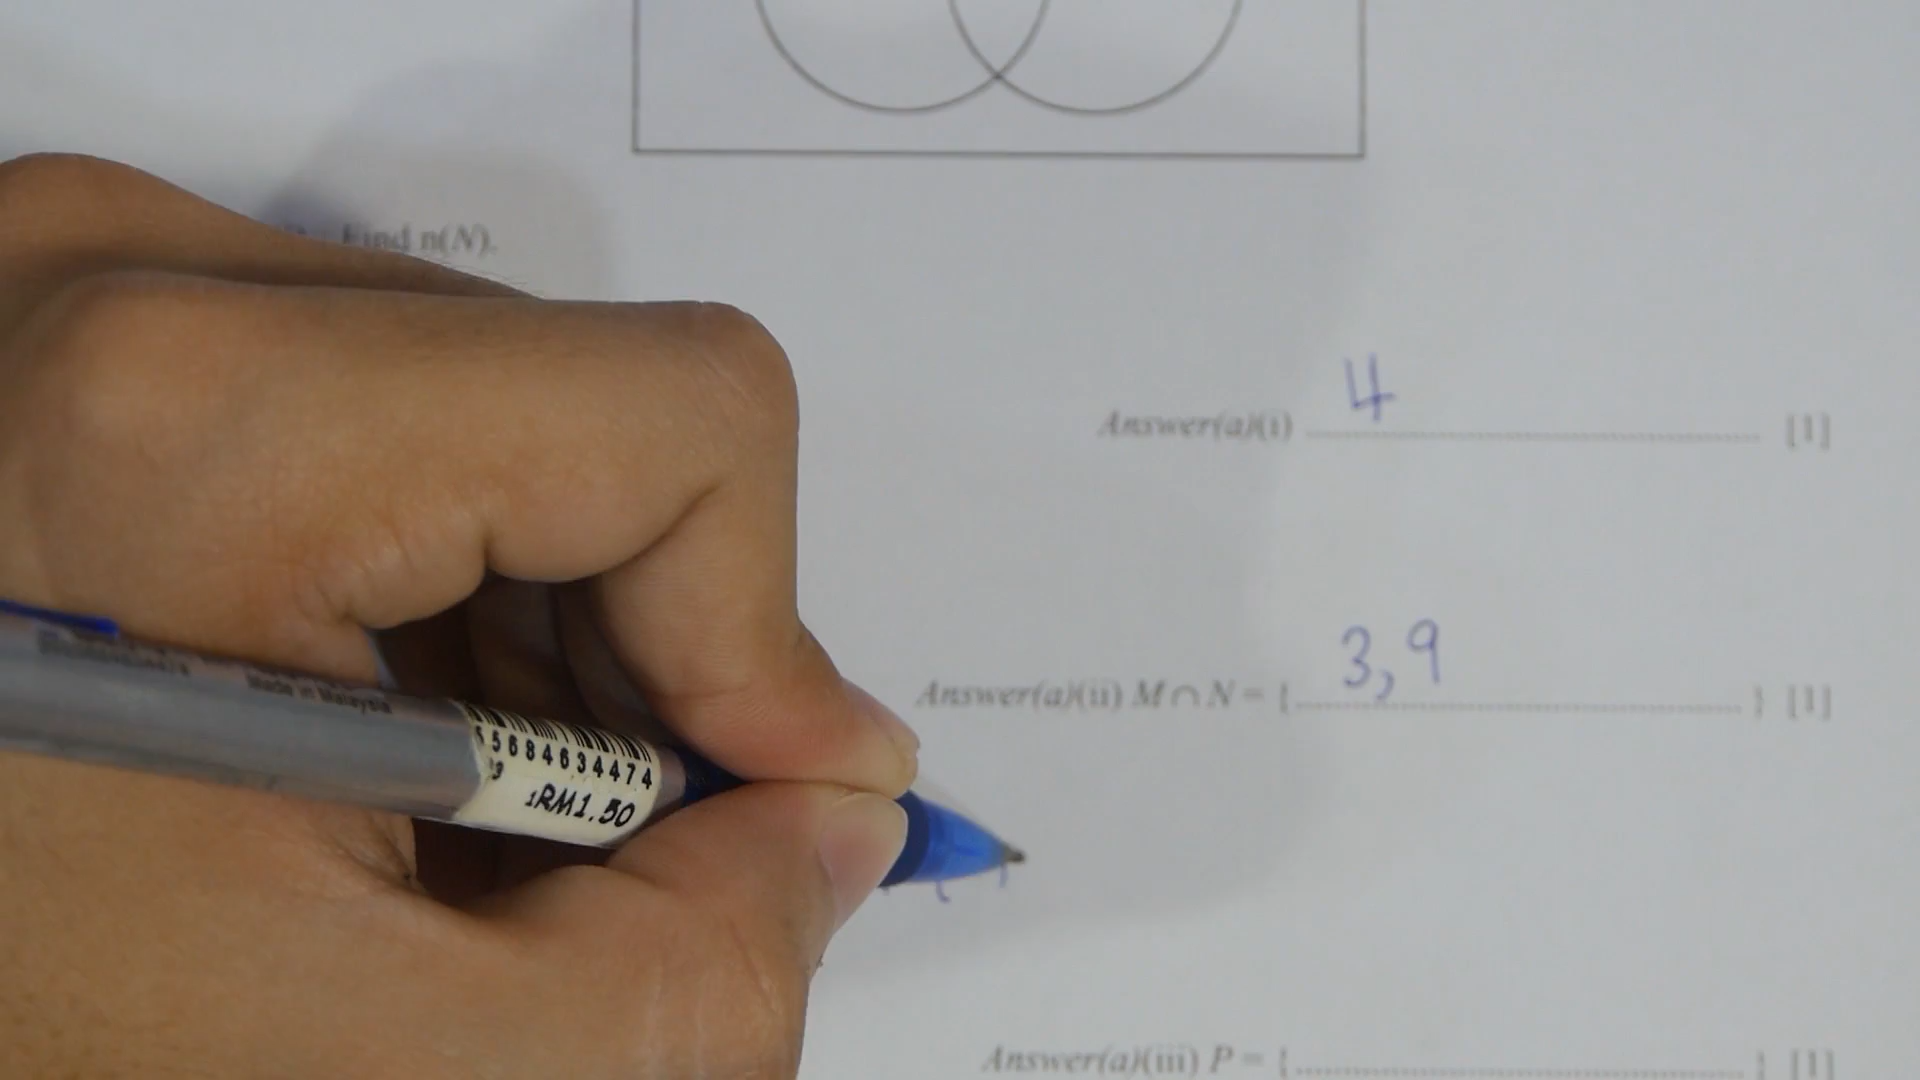 Find n(N).
4
Answer(a)(i) [1]
3,9
Answer(a)(ii) M ∩ N = { } [1]
Made in Malaysia
5684634474
RM1.50
Answer(a)(iii) P = { } [1]